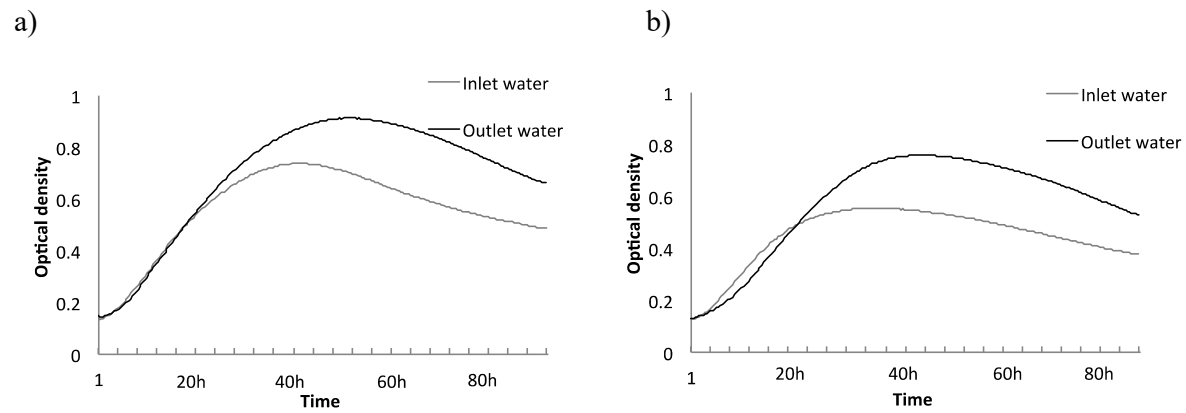 a)
Inlet water
Outlet water
1
0.8
0.6
0.4
0.2
0
Optical density
1 20h 40h 60h 80h
Time
b)
Inlet water
Outlet water
1
0.8
0.6
0.4
0.2
0
Optical density
1 20h 40h 60h 80h
Time